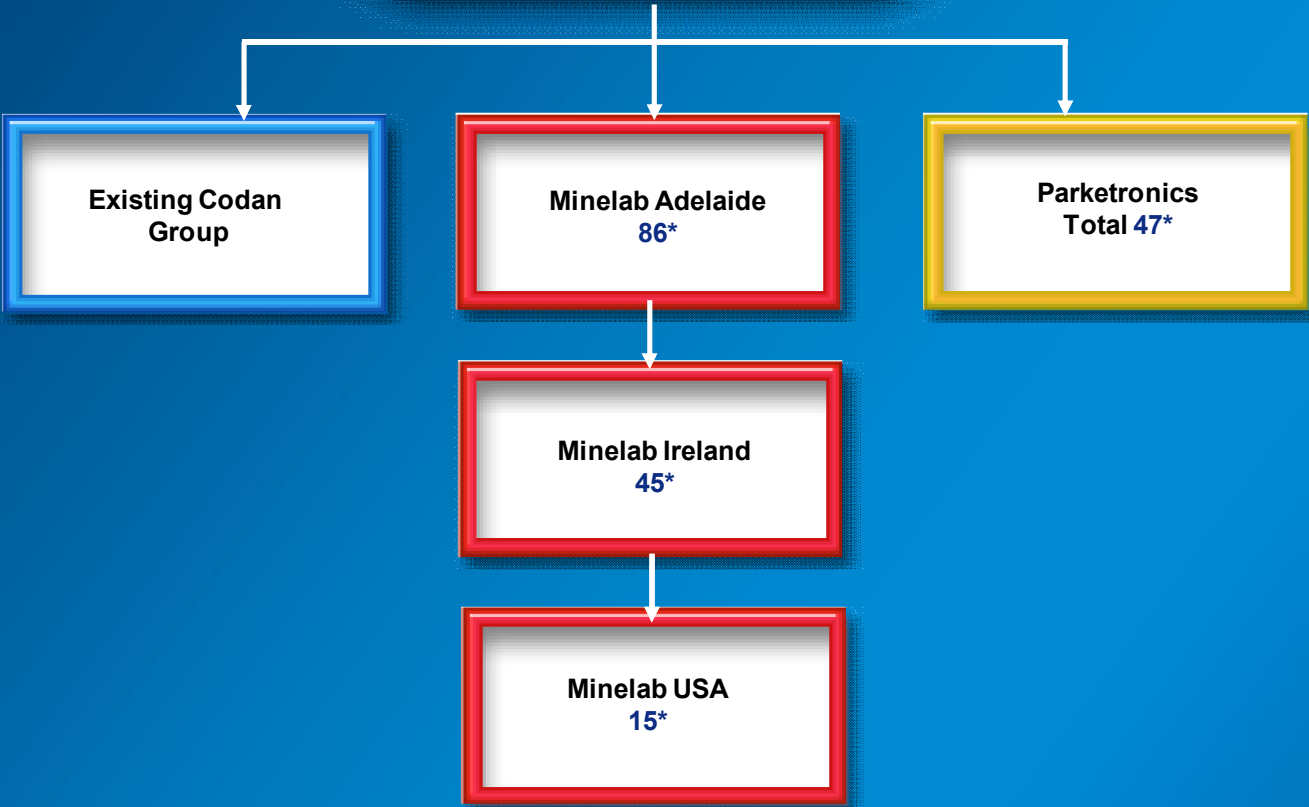 Existing Codan
Group
Minelab Adelaide
86*
Parketronics
Total 47*
Minelab Ireland
45*
Minelab USA
15*